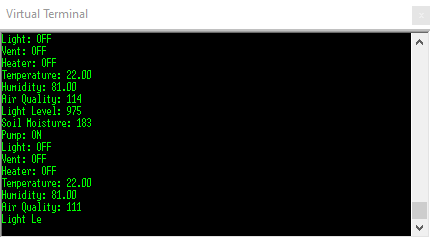 Virtual Terminal
Light: OFF
Vent: OFF
Heater: OFF
Temperature: 22.00
Humidity: 81.00
Air Quality: 114
Light Level: 975
Soil Moisture: 183
Pump: ON
Light: OFF
Vent: OFF
Heater: OFF
Temperature: 22.00
Humidity: 81.00
Air Quality: 111
Light Le